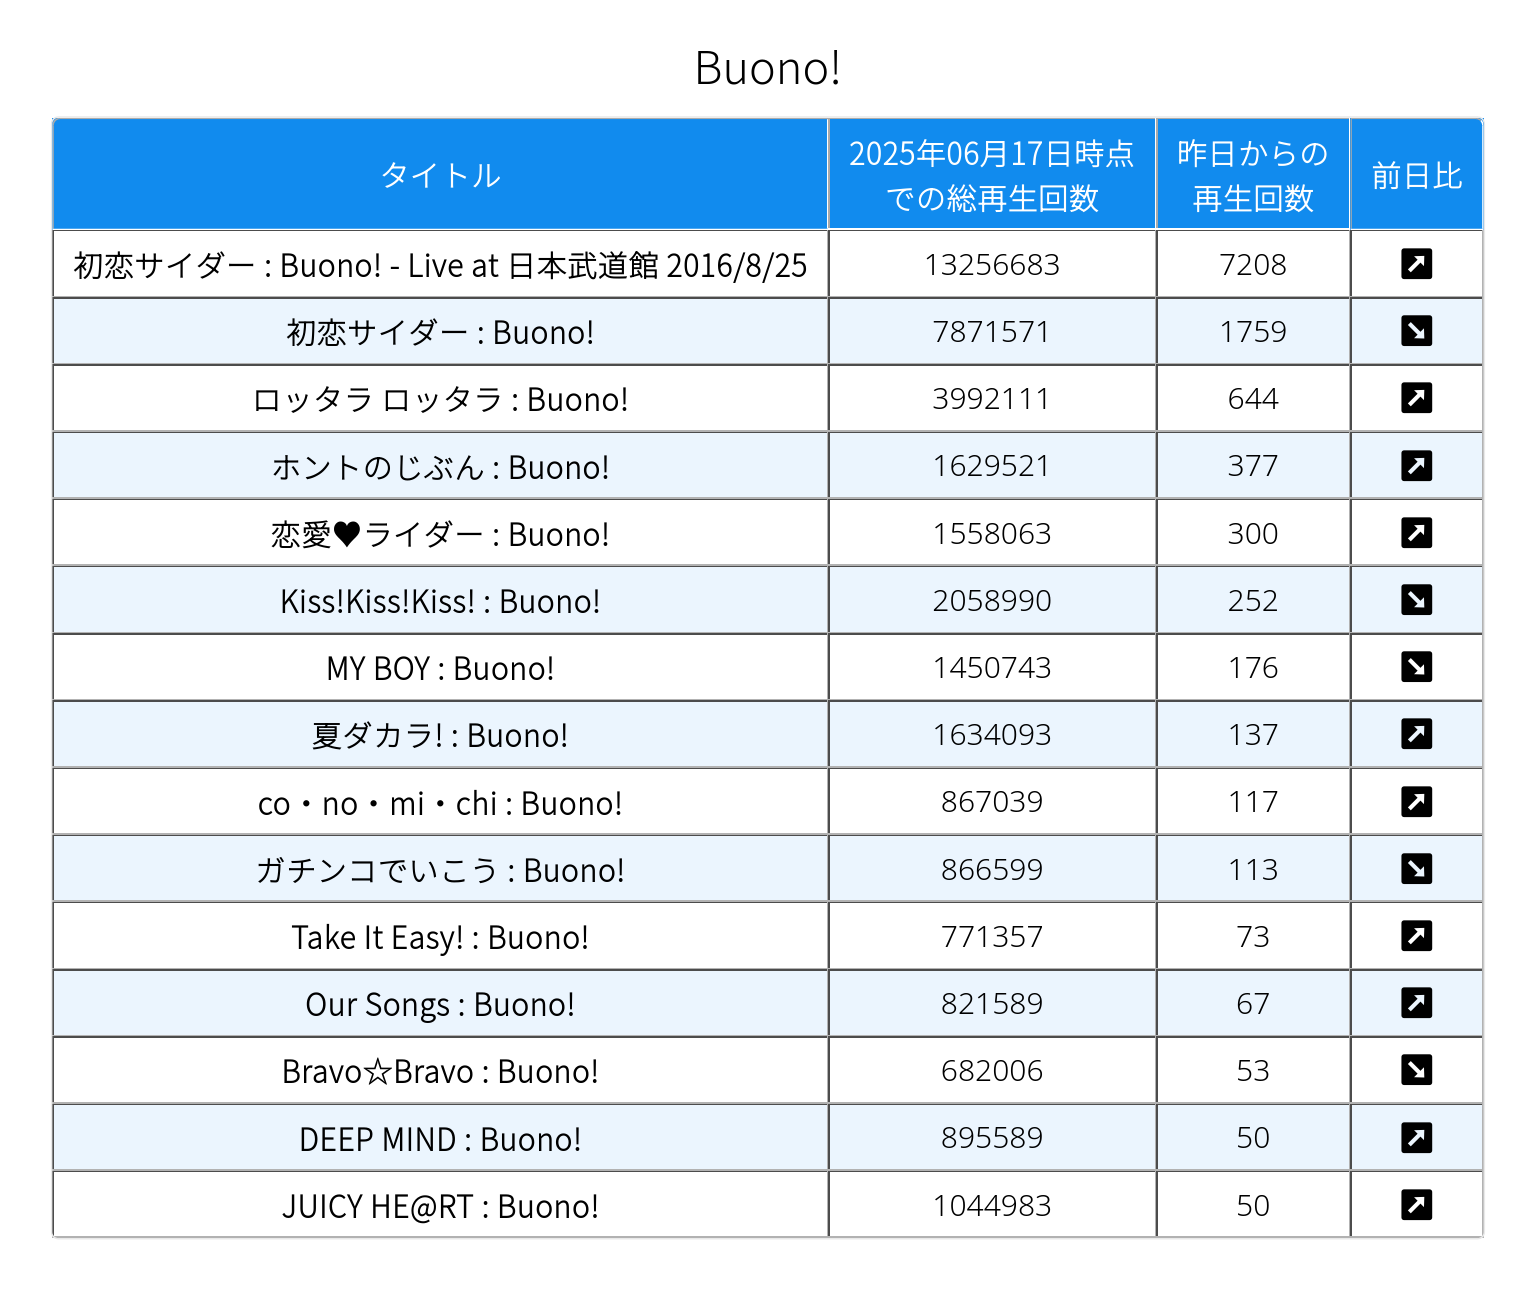 Buono!
タイトル
2025年06月17日時点
での総再生回数
昨日からの
再生回数
前日比
初恋サイダー : Buono! - Live at 日本武道館 2016/8/25 13256683 7208 ↗
初恋サイダー : Buono! 7871571 1759 ↘
ロッタラ ロッタラ : Buono! 3992111 644 ↗
ホントのじぶん : Buono! 1629521 377 ↗
恋愛♥ライダー : Buono! 1558063 300 ↗
Kiss!Kiss!Kiss! : Buono! 2058990 252 ↘
MY BOY : Buono! 1450743 176 ↘
夏ダカラ! : Buono! 1634093 137 ↗
co・no・mi・chi : Buono! 867039 117 ↗
ガチンコでいこう : Buono! 866599 113 ↘
Take It Easy! : Buono! 771357 73 ↗
Our Songs : Buono! 821589 67 ↗
Bravo☆Bravo : Buono! 682006 53 ↘
DEEP MIND : Buono! 895589 50 ↗
JUICY HE@RT : Buono! 1044983 50 ↗